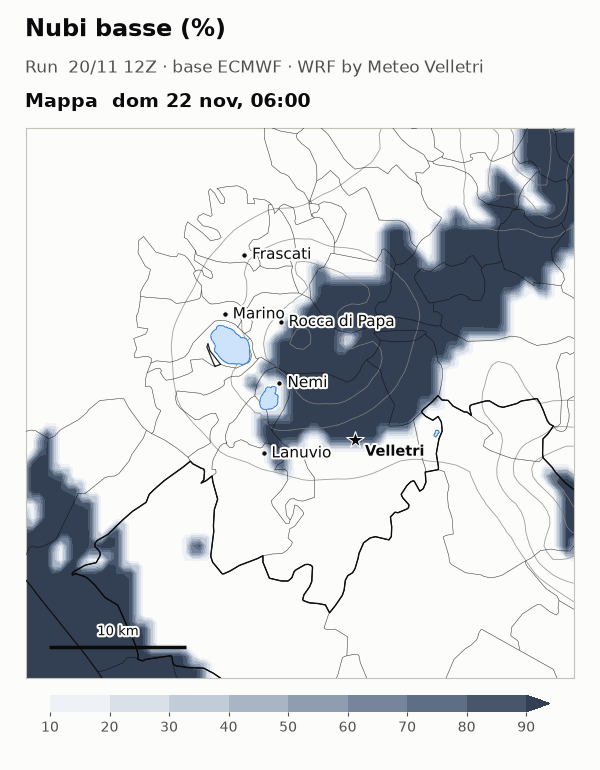 Nubi basse (%)
Run 20/11 12Z · base ECMWF · WRF by Meteo Velletri
Mappa dom 22 nov, 06:00
Frascati
Marino
Rocca di Papa
Nemi
Velletri
Lanuvio
10 km
10 20 30 40 50 60 70 80 90